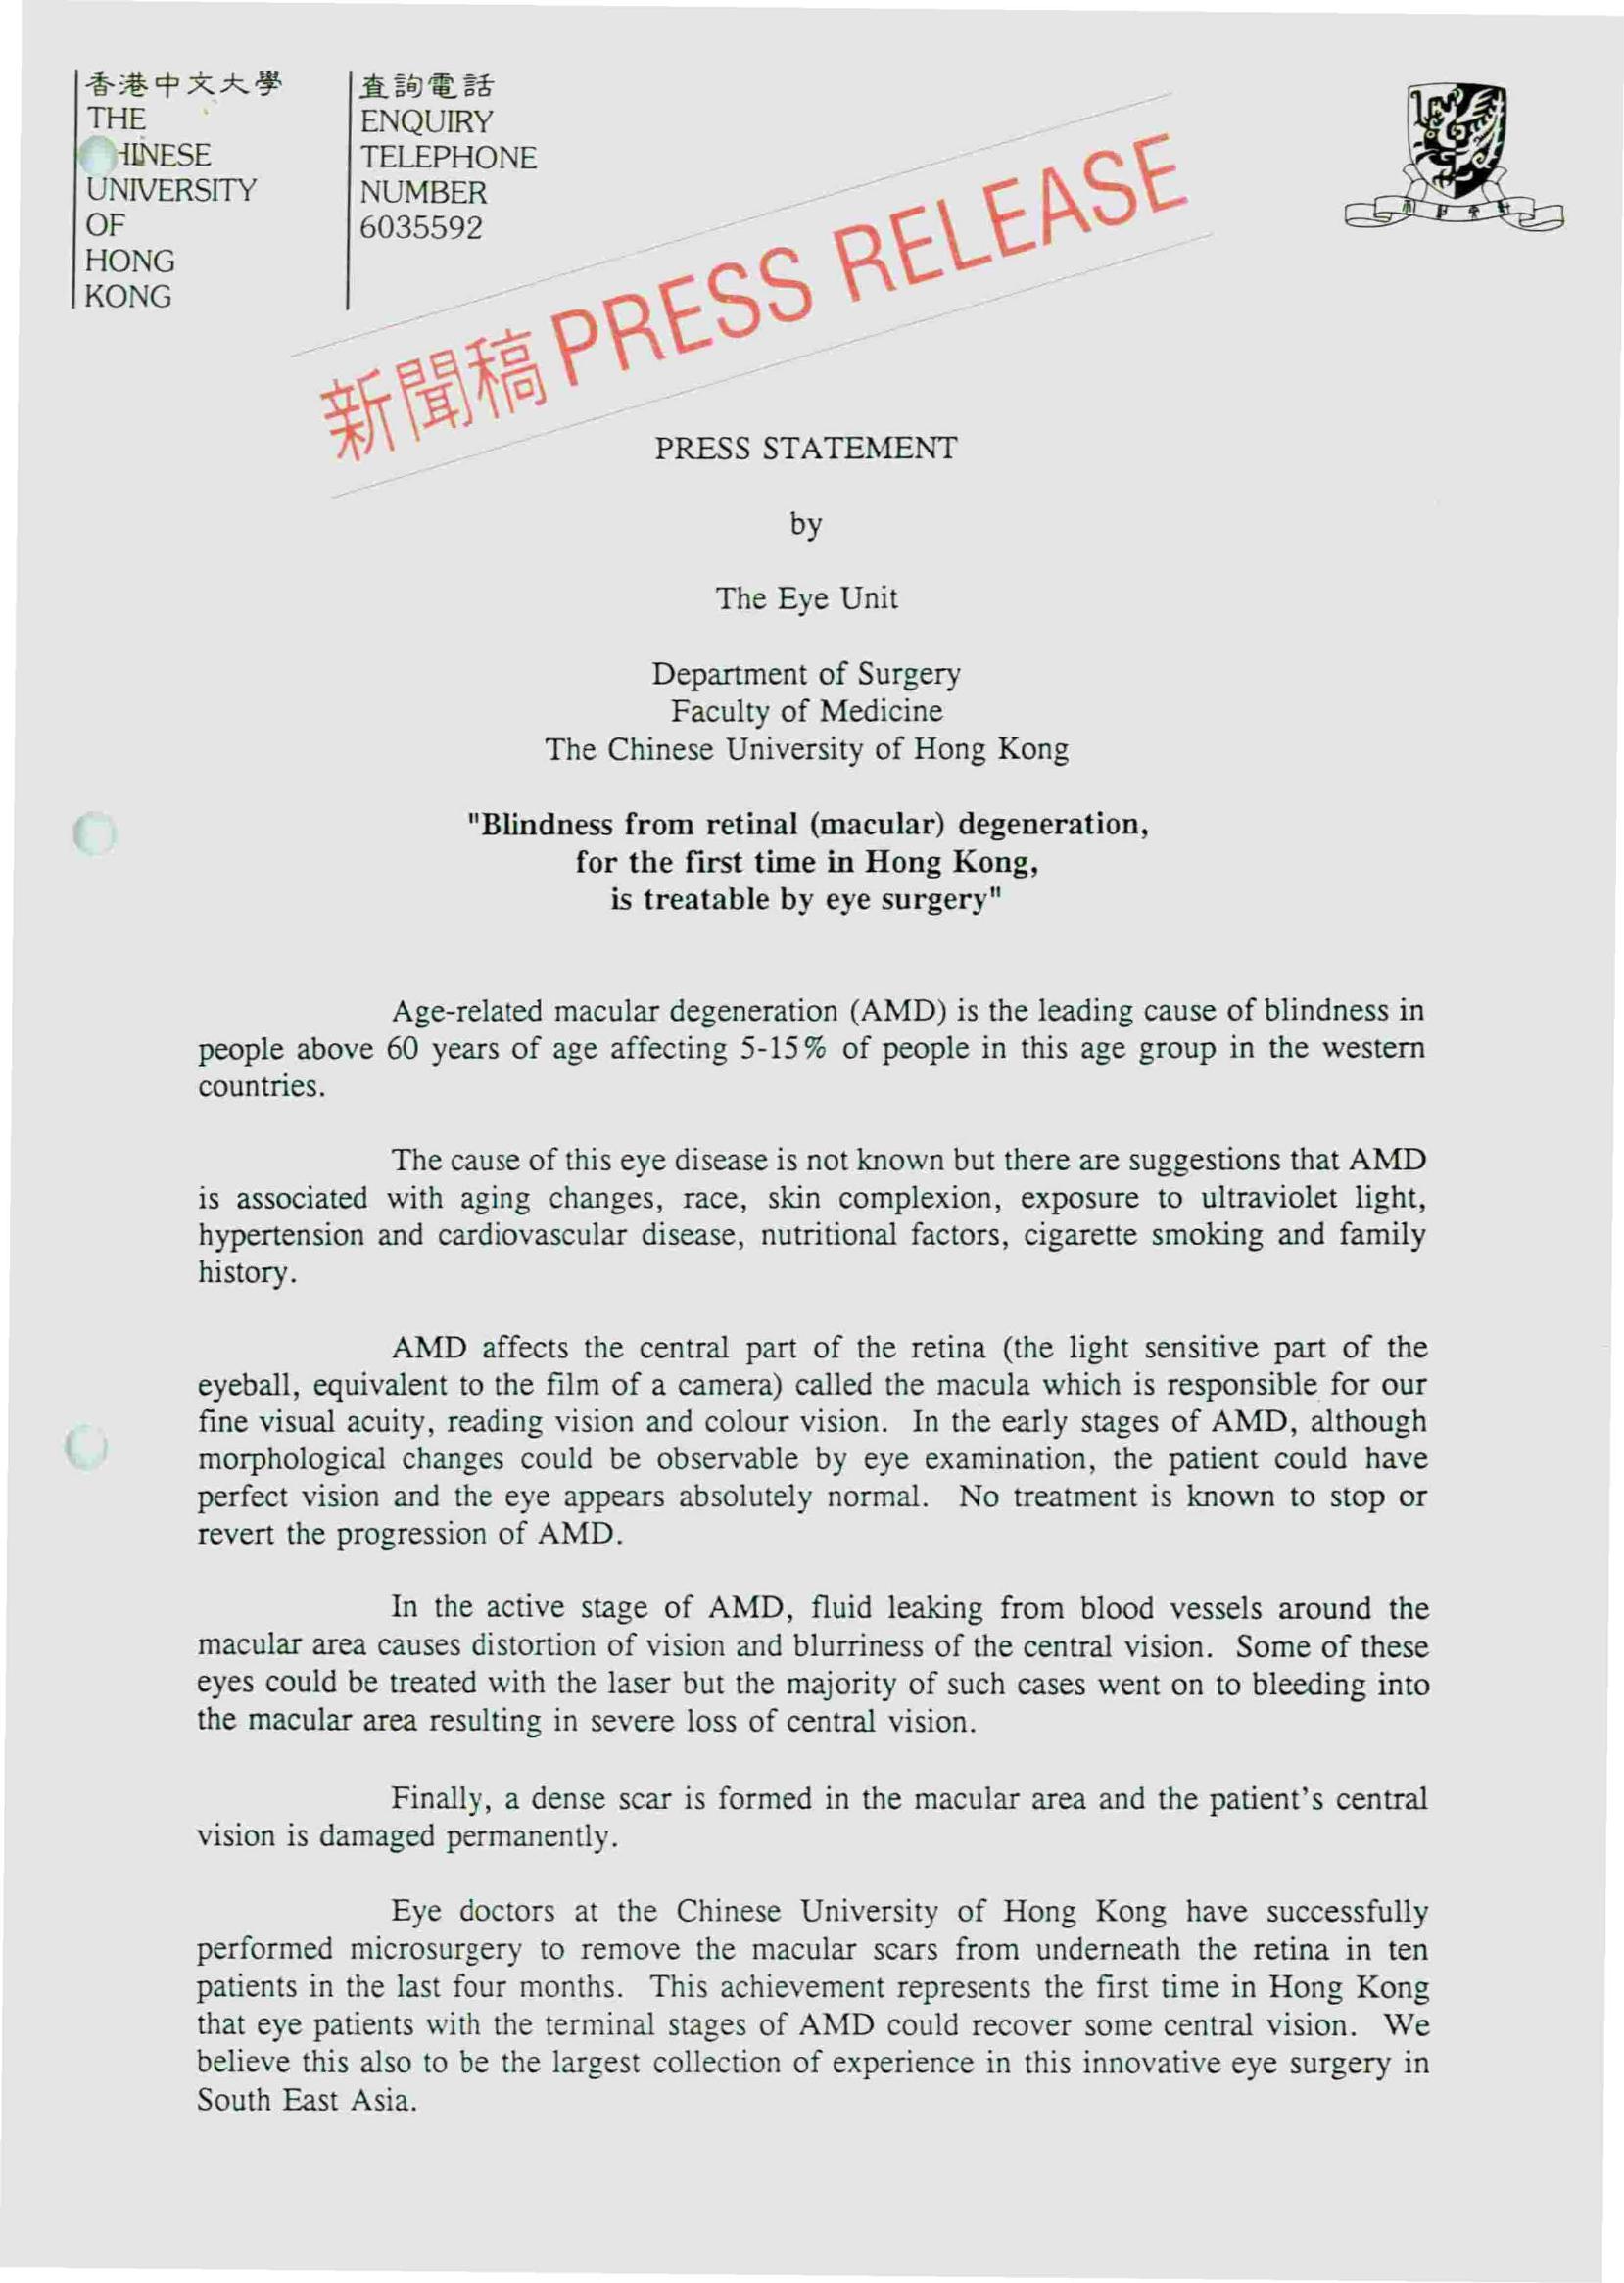 香港中文大學
THE
HINESE
UNIVERSITY
OF
HONG
KONG
查詢電話
ENQUIRY
TELEPHONE
NUMBER
6035592
新聞稿 PRESS RELEASE
PRESS STATEMENT
by
The Eye Unit
Department of Surgery
Faculty of Medicine
The Chinese University of Hong Kong
"Blindness from retinal (macular) degeneration,
for the first time in Hong Kong,
is treatable by eye surgery"
Age-related macular degeneration (AMD) is the leading cause of blindness in
people above 60 years of age affecting 5-15% of people in this age group in the western
countries.
The cause of this eye disease is not known but there are suggestions that AMD
is associated with aging changes, race, skin complexion, exposure to ultraviolet light,
hypertension and cardiovascular disease, nutritional factors, cigarette smoking and family
history.
AMD affects the central part of the retina (the light sensitive part of the
eyeball, equivalent to the film of a camera) called the macula which is responsible for our
fine visual acuity, reading vision and colour vision. In the early stages of AMD, although
morphological changes could be observable by eye examination, the patient could have
perfect vision and the eye appears absolutely normal. No treatment is known to stop or
revert the progression of AMD.
In the active stage of AMD, fluid leaking from blood vessels around the
macular area causes distortion of vision and blurriness of the central vision. Some of these
eyes could be treated with the laser but the majority of such cases went on to bleeding into
the macular area resulting in severe loss of central vision.
Finally, a dense scar is formed in the macular area and the patient's central
vision is damaged permanently.
Eye doctors at the Chinese University of Hong Kong have successfully
performed microsurgery to remove the macular scars from underneath the retina in ten
patients in the last four months. This achievement represents the first time in Hong Kong
that eye patients with the terminal stages of AMD could recover some central vision. We
believe this also to be the largest collection of experience in this innovative eye surgery in
South East Asia.